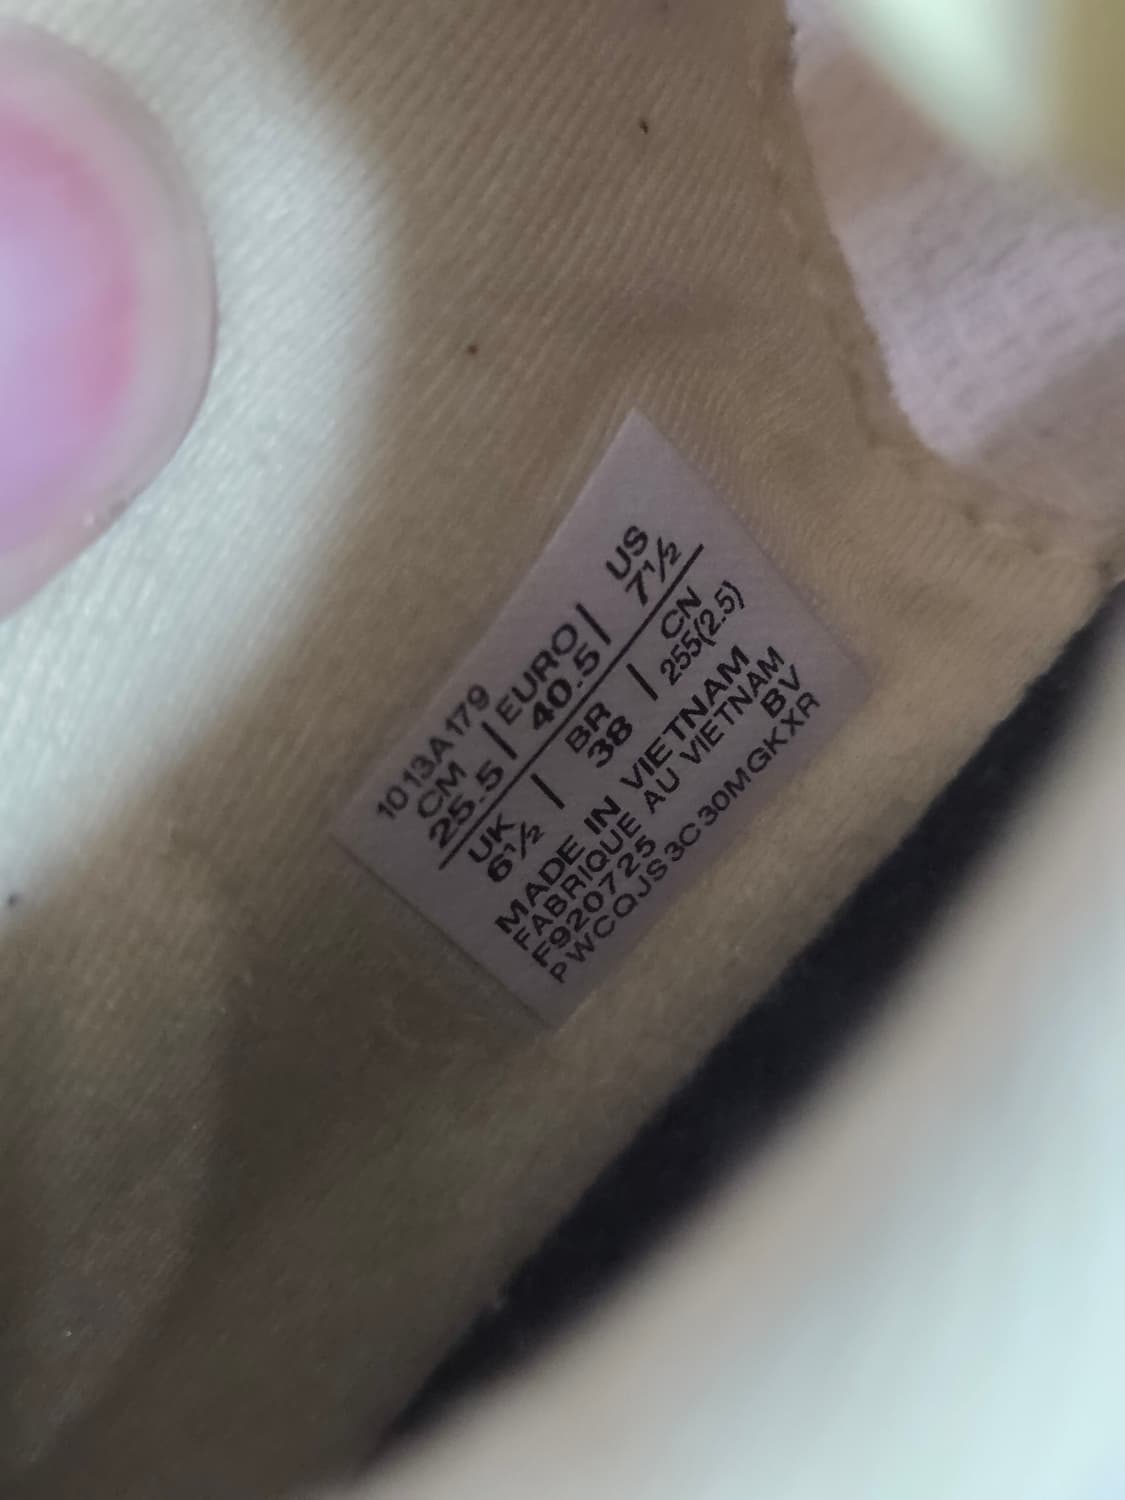 1013A179
CM | EURO | US
25.5 | 40.5 | 7½
UK | BR | CN
6½ | 38 | 255(2.5)
MADE IN VIETNAM
FABRIQUE AU VIETNAM
F920725 BV
PWCQJS3C30MGKXR